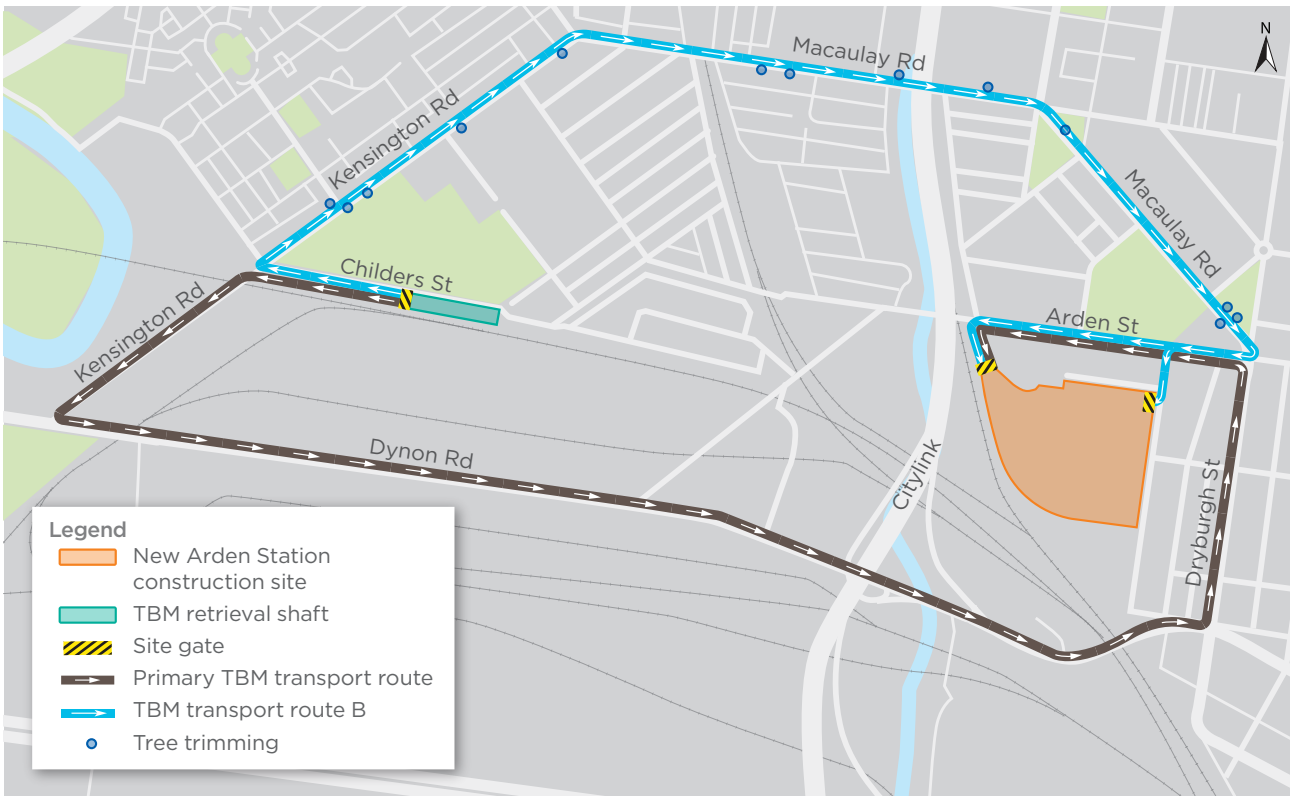 N
Macaulay Rd
Kensington Rd
Macaulay Rd
Childers St
Kensington Rd
Arden St
Dynon Rd
Citylink
Dryburgh St
Legend
New Arden Station
construction site
TBM retrieval shaft
Site gate
Primary TBM transport route
TBM transport route B
Tree trimming